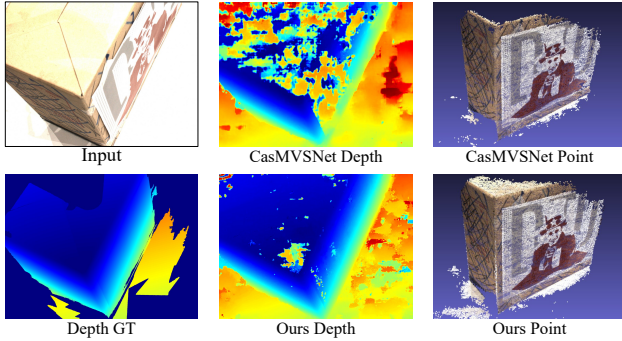 Input
CasMVSNet Depth
CasMVSNet Point
Depth GT
Ours Depth
Ours Point